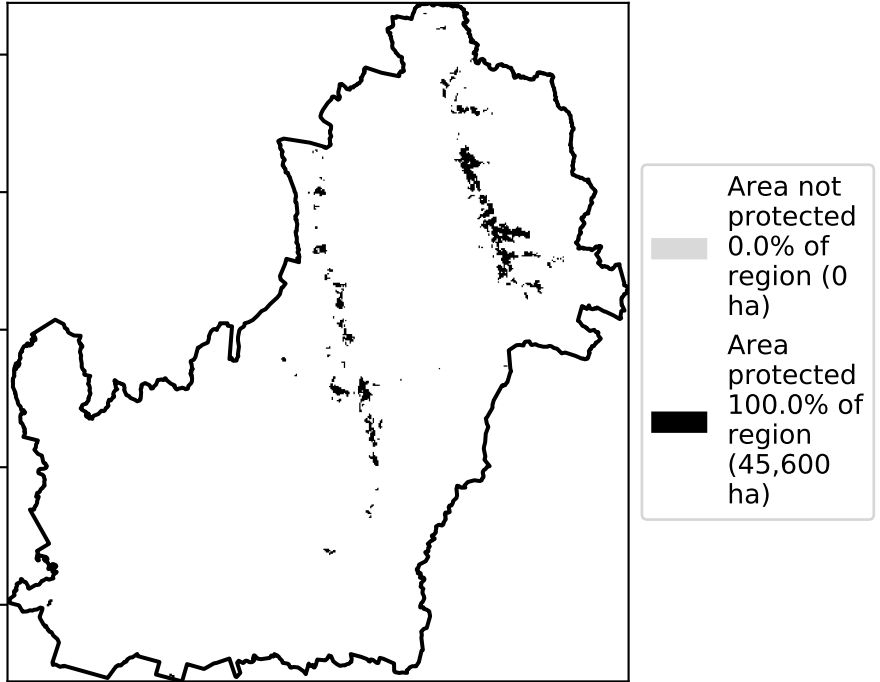 Area not
protected
0.0% of
region (0
ha)
Area
protected
100.0% of
region
(45,600
ha)